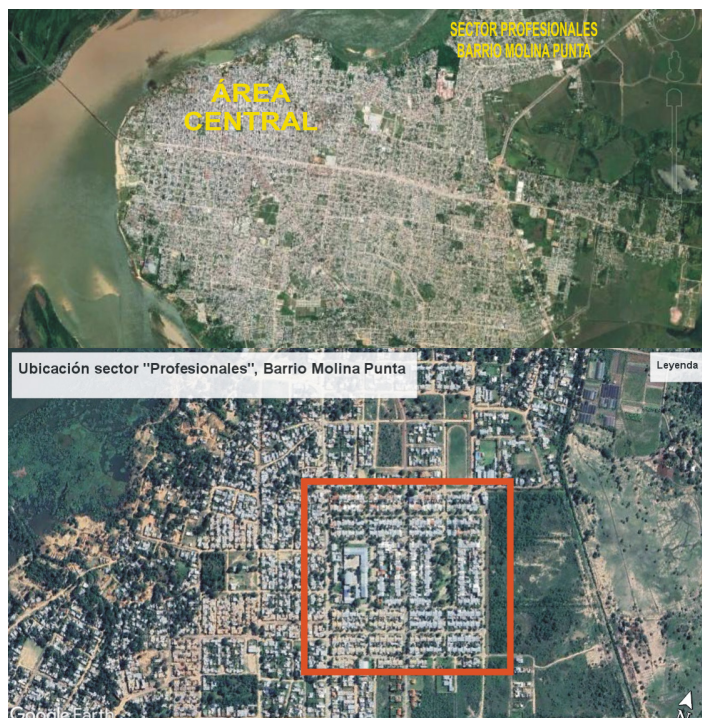 SECTOR PROFESIONALES
BARRIO MOLINA PUNTA
ÁREA
CENTRAL
Ubicación sector "Profesionales", Barrio Molina Punta
Leyenda
Google Earth
N